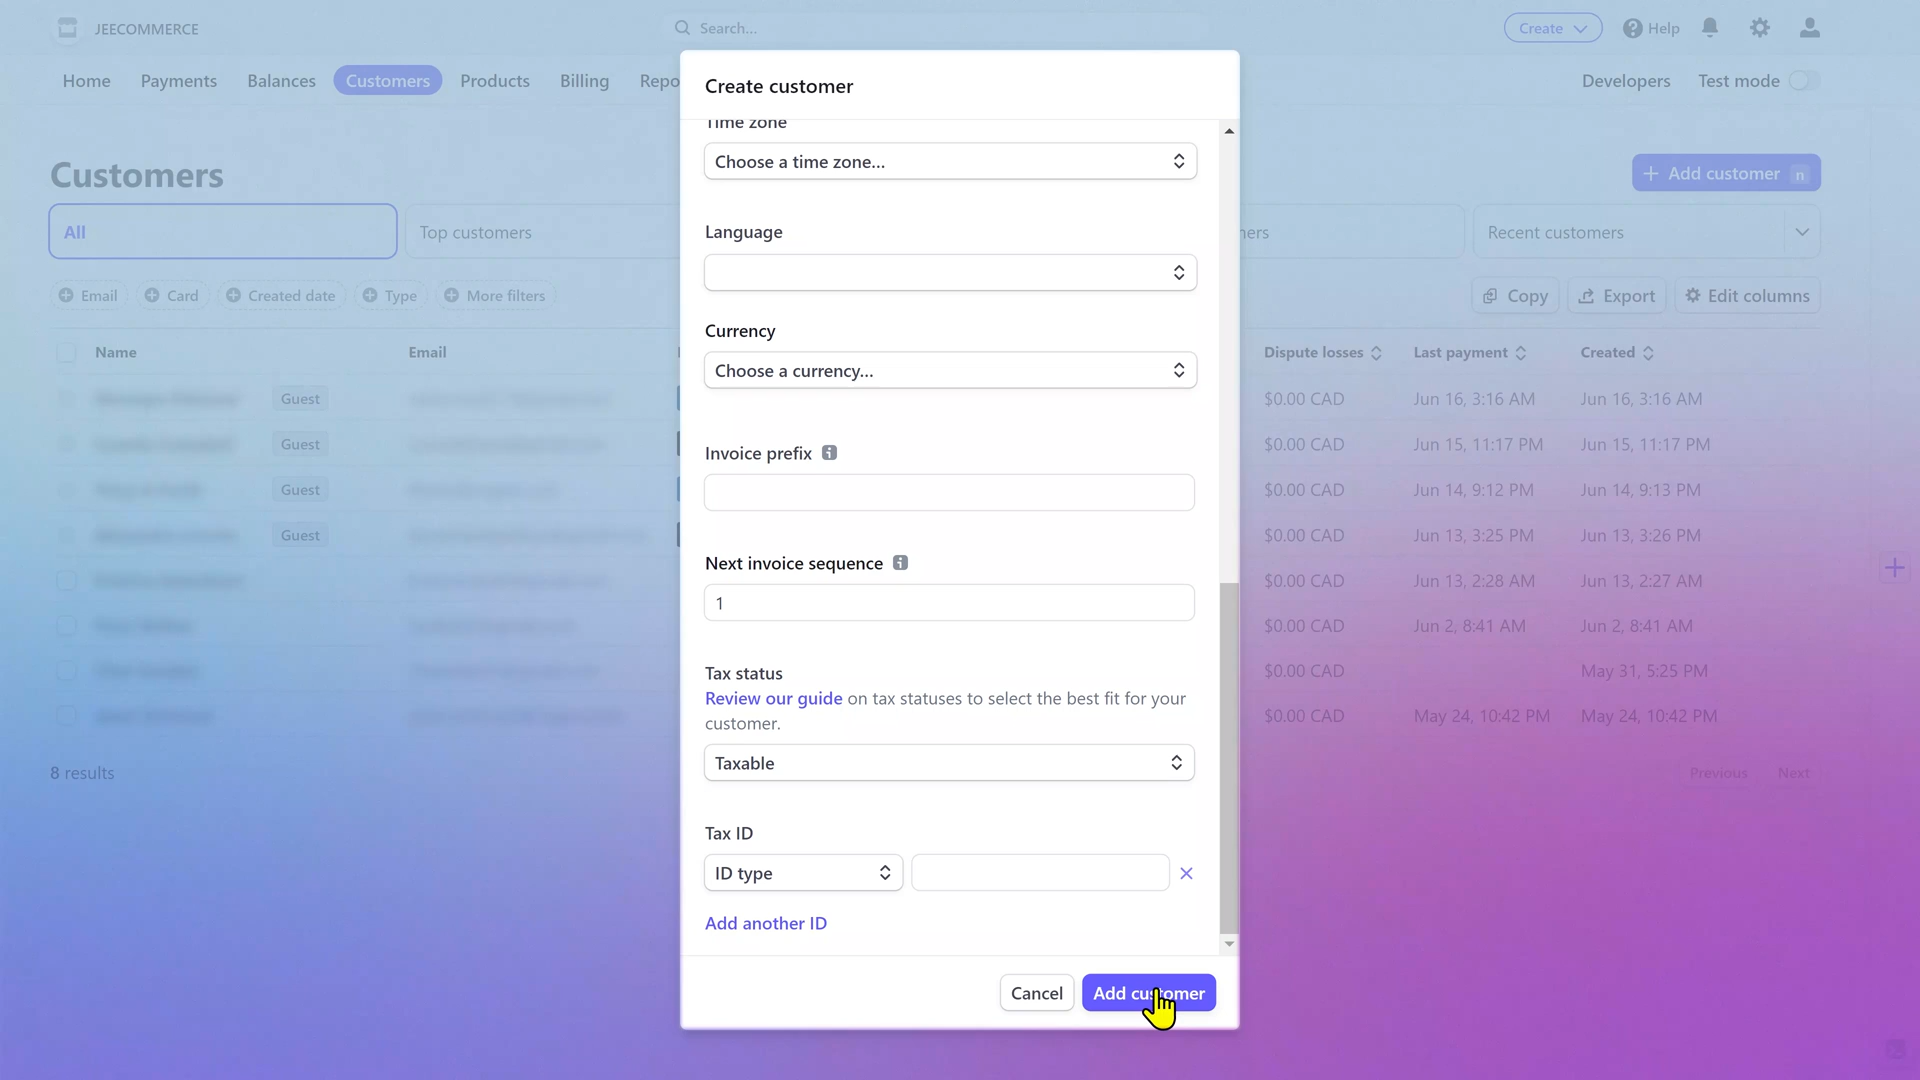 JEECOMMERCE
Search...
Create
Help
Home
Payments
Balances
Customers
Products
Billing
Repo
Developers
Test mode
Customers
Add customer n
All
Top customers
ners
Recent customers
Email
Card
Created date
Type
More filters
Copy
Export
Edit columns
Name
Email
Dispute losses
Last payment
Created
Guest
$0.00 CAD
Jun 16, 3:16 AM
Jun 16, 3:16 AM
Guest
$0.00 CAD
Jun 15, 11:17 PM
Jun 15, 11:17 PM
Guest
$0.00 CAD
Jun 14, 9:12 PM
Jun 14, 9:13 PM
Guest
$0.00 CAD
Jun 13, 3:25 PM
Jun 13, 3:26 PM
$0.00 CAD
Jun 13, 2:28 AM
Jun 13, 2:27 AM
$0.00 CAD
Jun 2, 8:41 AM
Jun 2, 8:41 AM
$0.00 CAD
May 31, 5:25 PM
$0.00 CAD
May 24, 10:42 PM
May 24, 10:42 PM
8 results
Previous
Next
Create customer
Time zone
Choose a time zone...
Language
Currency
Choose a currency...
Invoice prefix
Next invoice sequence
1
Tax status
Review our guide on tax statuses to select the best fit for your
customer.
Taxable
Tax ID
ID type
Add another ID
Cancel
Add customer